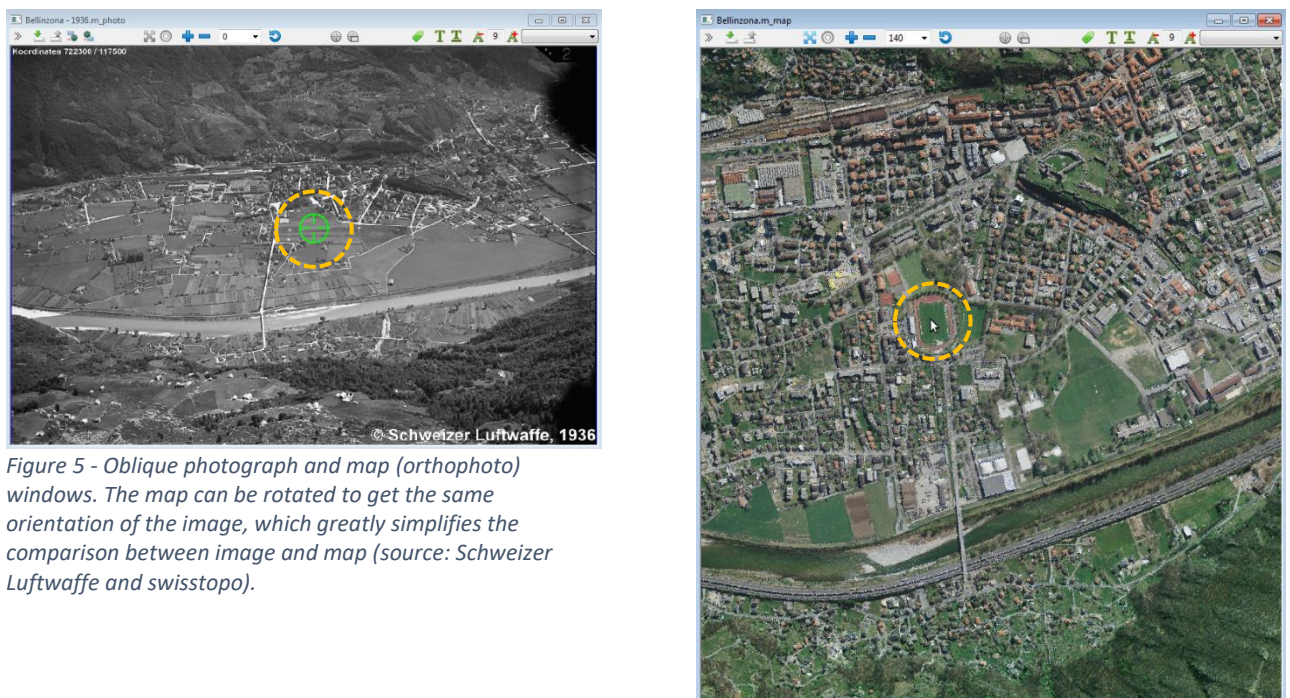 Bellinzona - 1936.m_photo
0
T T A 9 A
Koordinaten 722300 / 117500
2
© Schweizer Luftwaffe, 1936
Figure 5 - Oblique photograph and map (orthophoto)
windows. The map can be rotated to get the same
orientation of the image, which greatly simplifies the
comparison between image and map (source: Schweizer
Luftwaffe and swisstopo).
Bellinzona.m_map
140
T T A 9 A